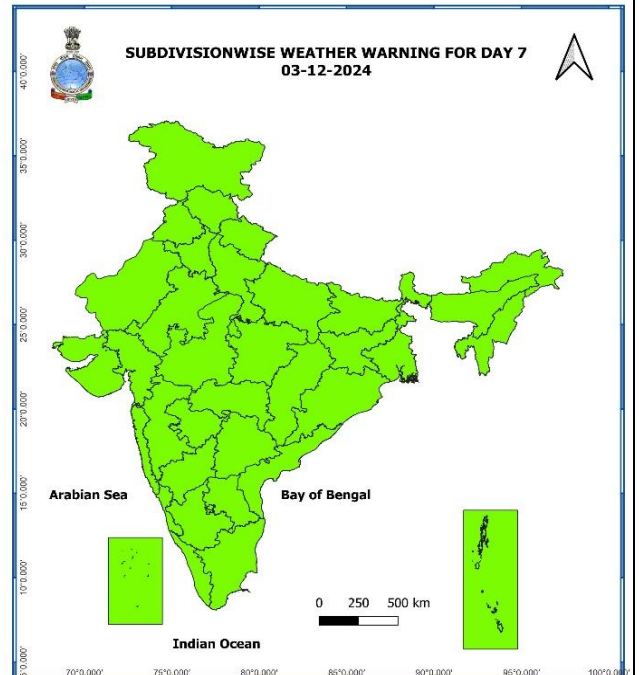 SUBDIVISIONWISE WEATHER WARNING FOR DAY 7
03-12-2024
40°0.000'
35°0.000'
30°0.000'
25°0.000'
20°0.000'
15°0.000'
10°0.000'
5°0.000'
Arabian Sea
Bay of Bengal
0 250 500 km
Indian Ocean
70°0.000' 75°0.000' 80°0.000' 85°0.000' 90°0.000' 95°0.000' 100°0.000'